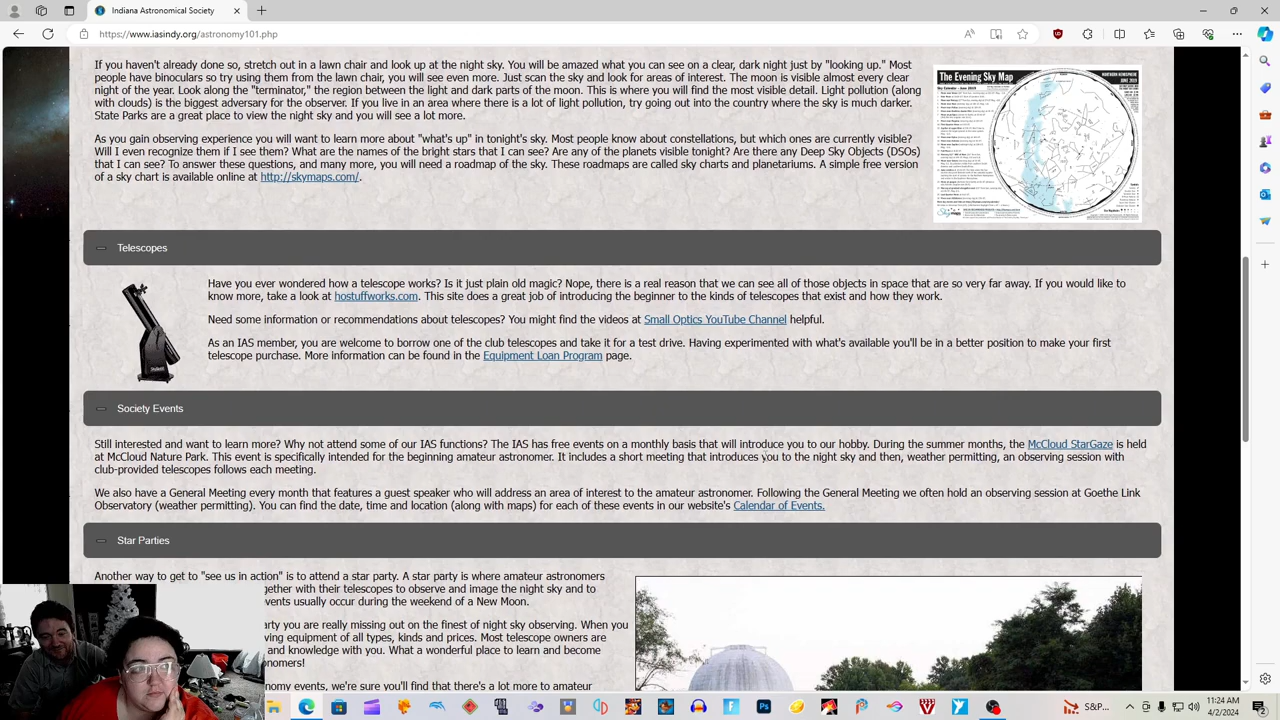 Indiana Astronomical Society
https://www.iasindy.org/astronomy101.php
If you haven't already done so, stretch out in a lawn chair and look up at the night sky. You will be amazed what you can see on a clear, dark night just by "looking up." Most
people have binoculars so try using them from the lawn chair, you will see even more. Just scan the sky and look for areas of interest. The moon is visible almost every clear
night of the year. Look along the "terminator," the region between the light and dark parts of the moon. This is where you will find the most visible detail. Light pollution (along
with clouds) is the biggest adversary for the observer. If you live in an area where there is a lot of light pollution, try going out into the country where the sky is much darker.
State Parks are a great place to view the night sky and you will see a lot more.
As you gain observing experience, you will want to learn more about "what's up" in tonight's sky. Most people know about constellations, but which ones are currently visible?
Will I even recognize them if I see them? What are the names of the bright stars that I can see? Are any of the planets visible tonight? Are there any Deep Sky Objects (DSOs)
that I can see? To answer these questions, and many more, you will need a roadmap of the sky. These roadmaps are called sky charts and planetariums. A simple free version
of a sky chart is available online at http://skymaps.com/.
The Evening Sky Map
Telescopes
Have you ever wondered how a telescope works? Is it just plain old magic? Nope, there is a real reason that we can see all of those objects in space that are so very far away. If you would like to
know more, take a look at hostuffworks.com. This site does a great job of introducing the beginner to the kinds of telescopes that exist and how they work.
Need some information or recommendations about telescopes? You might find the videos at Small Optics YouTube Channel helpful.
As an IAS member, you are welcome to borrow one of the club telescopes and take it for a test drive. Having experimented with what's available you'll be in a better position to make your first
telescope purchase. More information can be found in the Equipment Loan Program page.
Society Events
Still interested and want to learn more? Why not attend some of our IAS functions? The IAS has free events on a monthly basis that will introduce you to our hobby. During the summer months, the McCloud StarGaze is held
at McCloud Nature Park. This event is specifically intended for the beginning amateur astronomer. It includes a short meeting that introduces you to the night sky and then, weather permitting, an observing session with
club-provided telescopes follows each meeting.
We also have a General Meeting every month that features a guest speaker who will address an area of interest to the amateur astronomer. Following the General Meeting we often hold an observing session at Goethe Link
Observatory (weather permitting). You can find the date, time and location (along with maps) for each of these events in our website's Calendar of Events.
Star Parties
Another way to get to "see us in action" is to attend a star party. A star party is where amateur astronomers
gether with their telescopes to observe and image the night sky and to
vents usually occur during the weekend of a New Moon.
arty you are really missing out on the finest of night sky observing. When you
ving equipment of all types, kinds and prices. Most telescope owners are
and knowledge with you. What a wonderful place to learn and become
onomers!
nomy events, we're sure you'll find that there's a lot more to amateur
S&P...
11:24 AM
4/2/2024